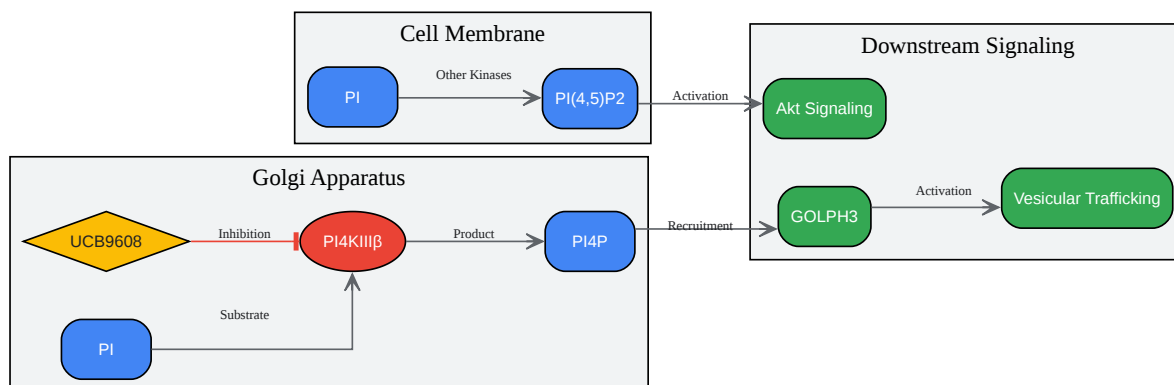 Cell Membrane
PI
Other Kinases
PI(4,5)P2
Activation
Downstream Signaling
Akt Signaling
GOLPH3
Activation
Vesicular Trafficking
Golgi Apparatus
UCB9608
Inhibition
PI4KIIIβ
Product
PI4P
Recruitment
Substrate
PI